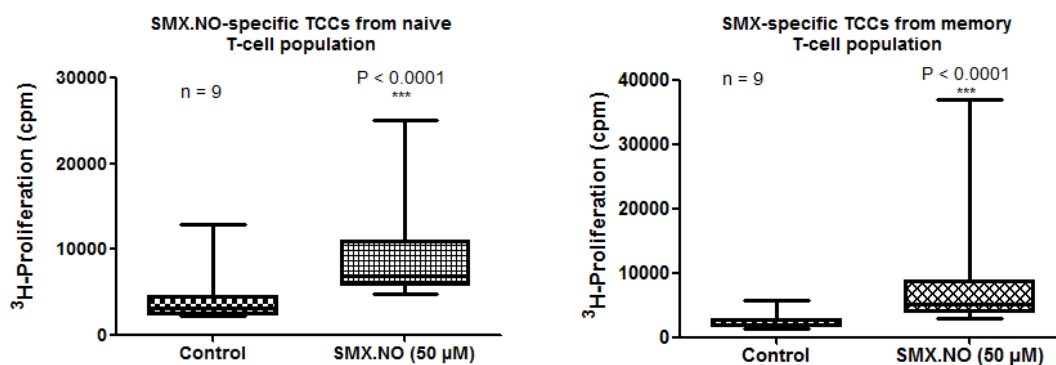 SMX.NO-specific TCCs from naive
T-cell population
30000
20000
10000
0
³H-Proliferation (cpm)
n = 9
P < 0.0001
***
Control
SMX.NO (50 µM)
SMX-specific TCCs from memory
T-cell population
40000
30000
20000
10000
0
³H-Proliferation (cpm)
n = 9
P < 0.0001
***
Control
SMX.NO (50 µM)